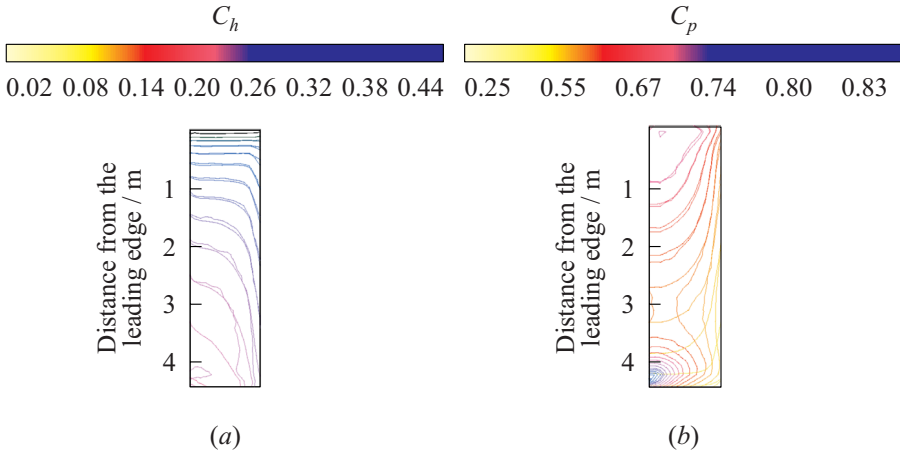 C_h
0.02 0.08 0.14 0.20 0.26 0.32 0.38 0.44
C_p
0.25 0.55 0.67 0.74 0.80 0.83
Distance from the
leading edge / m
1
2
3
4
(a)
Distance from the
leading edge / m
1
2
3
4
(b)